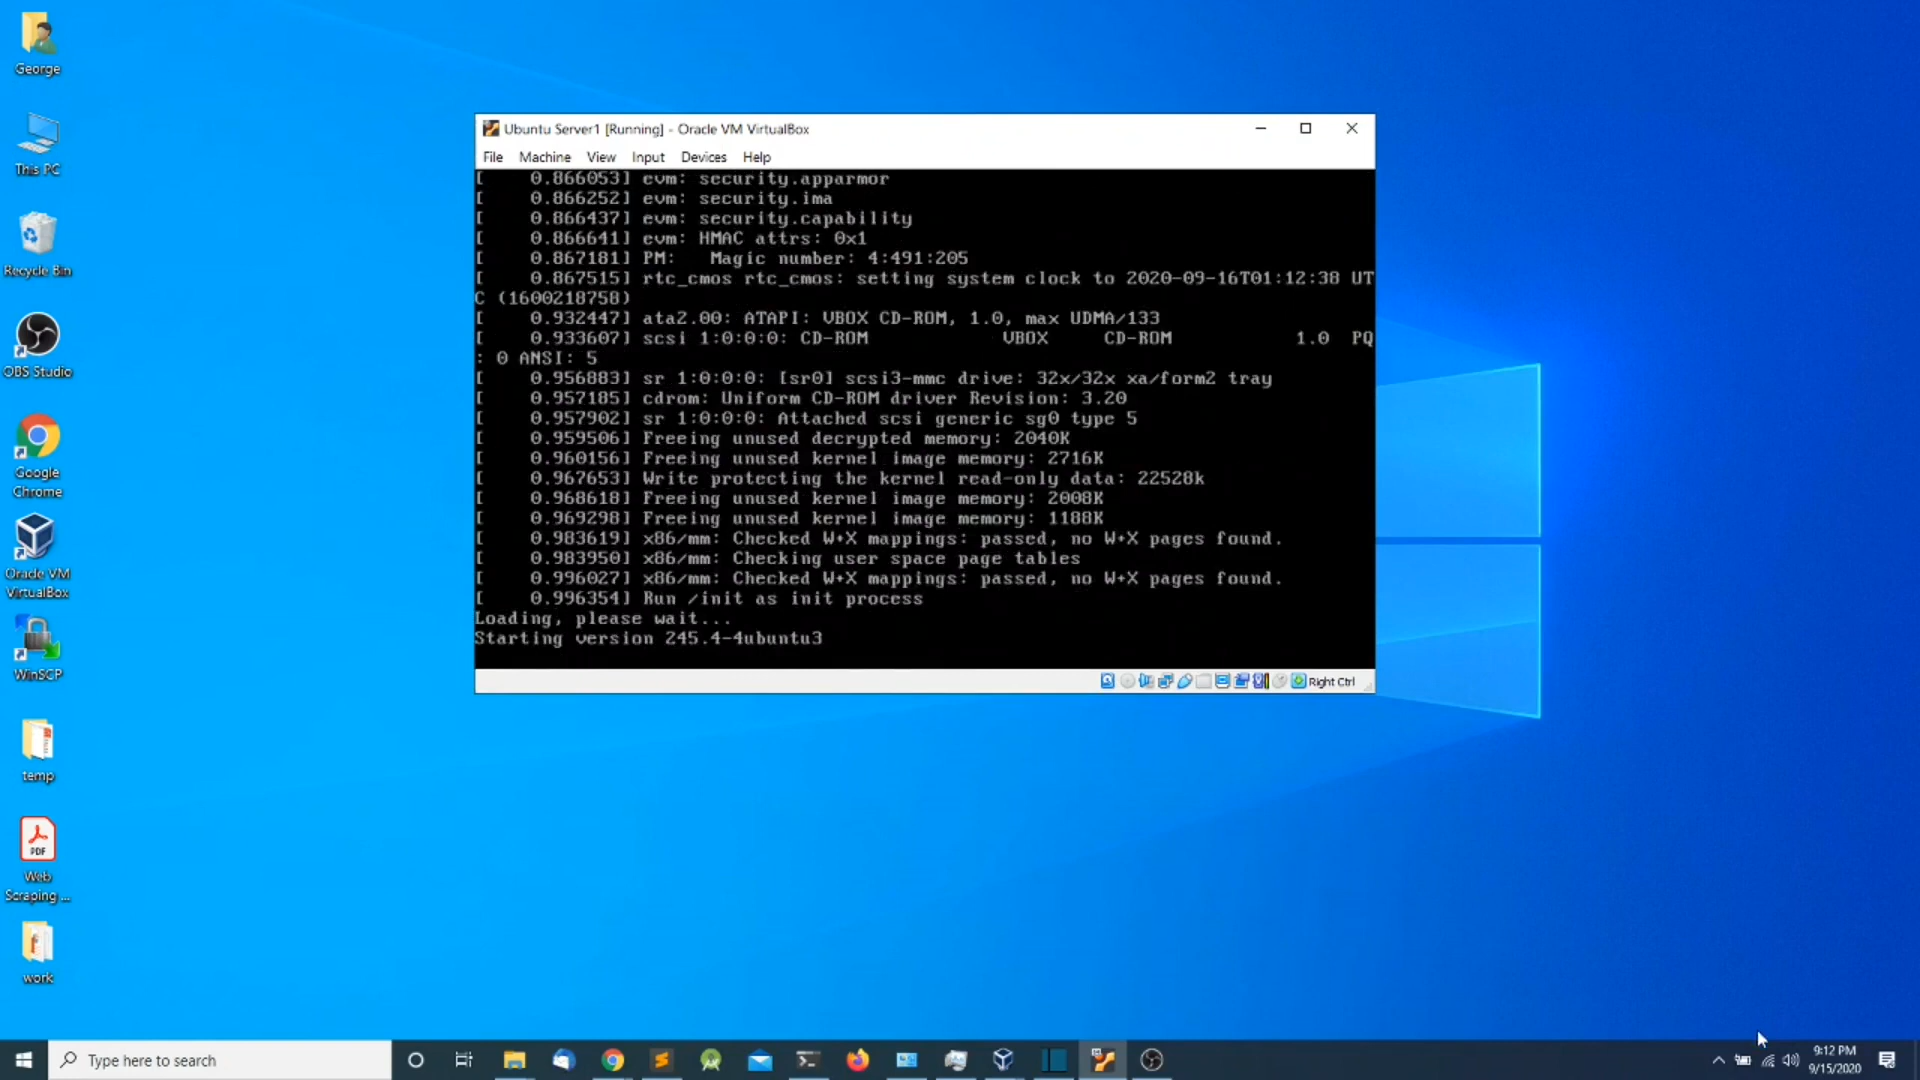 George
This PC
Recycle Bin
OBS Studio
Google
Chrome
Oracle VM
VirtualBox
WinSCP
temp
PDF
Web
Scraping ...
work
Ubuntu Server1 [Running] - Oracle VM VirtualBox
File Machine View Input Devices Help
[    0.866053] evm: security.apparmor
[    0.866252] evm: security.ima
[    0.866437] evm: security.capability
[    0.866641] evm: HMAC attrs: 0x1
[    0.867181] PM:   Magic number: 4:491:205
[    0.867515] rtc_cmos rtc_cmos: setting system clock to 2020-09-16T01:12:38 UT
C (1600218758)
[    0.932447] ata2.00: ATAPI: VBOX CD-ROM, 1.0, max UDMA/133
[    0.933607] scsi 1:0:0:0: CD-ROM            VBOX     CD-ROM           1.0  PQ
: 0 ANSI: 5
[    0.956883] sr 1:0:0:0: [sr0] scsi3-mmc drive: 32x/32x xa/form2 tray
[    0.957185] cdrom: Uniform CD-ROM driver Revision: 3.20
[    0.957902] sr 1:0:0:0: Attached scsi generic sg0 type 5
[    0.959506] Freeing unused decrypted memory: 2040K
[    0.960156] Freeing unused kernel image memory: 2716K
[    0.967653] Write protecting the kernel read-only data: 22528k
[    0.968618] Freeing unused kernel image memory: 2008K
[    0.969298] Freeing unused kernel image memory: 1188K
[    0.983619] x86/mm: Checked W+X mappings: passed, no W+X pages found.
[    0.983950] x86/mm: Checking user space page tables
[    0.996027] x86/mm: Checked W+X mappings: passed, no W+X pages found.
[    0.996354] Run /init as init process
Loading, please wait...
Starting version 245.4-4ubuntu3
Right Ctrl
Type here to search
9:12 PM
9/15/2020